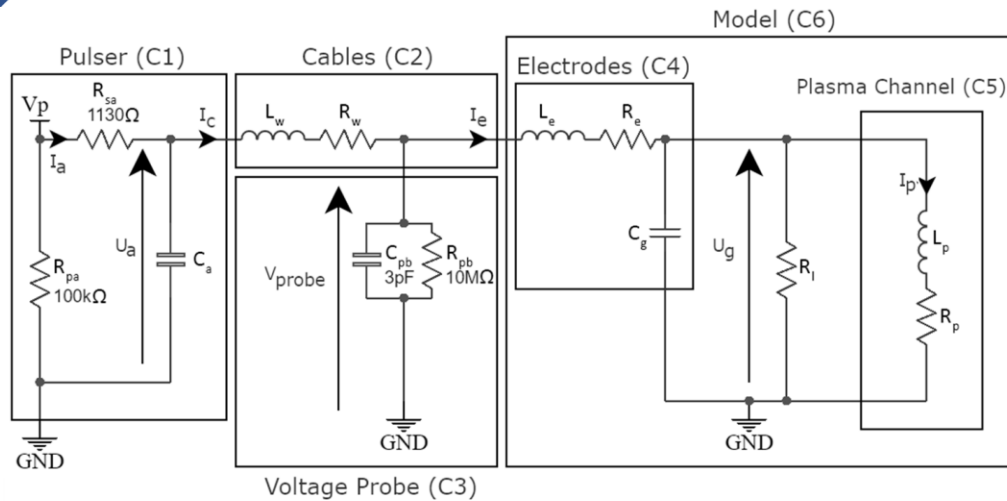 Model (C6)
Pulser (C1)
Cables (C2)
Electrodes (C4)
Plasma Channel (C5)
Vp
Rsa
1130Ω
Ia
Ic
Lw
Rw
Ie
Le
Re
Ip
Ua
Ca
Rpa
100kΩ
Vprobe
Cpb
3pF
Rpb
10MΩ
Cg
Ug
Rl
Lp
Rp
GND
GND
GND
Voltage Probe (C3)